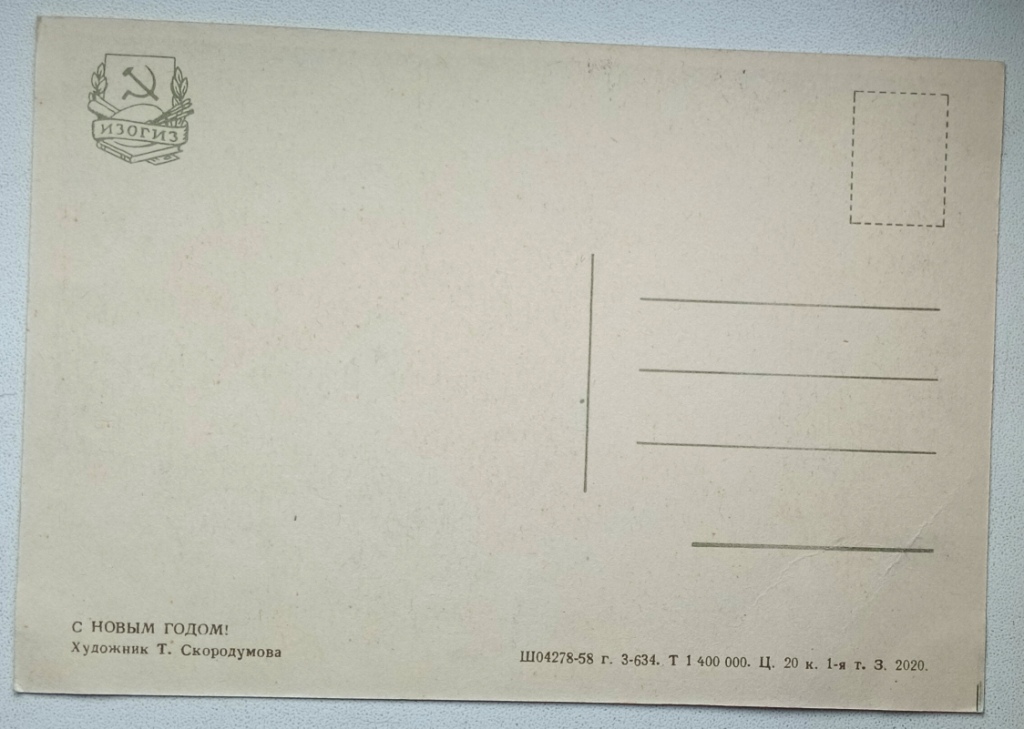 ИЗОГИЗ
С НОВЫМ ГОДОМ!
Художник Т. Скородумова
Ш04278-58 г. 3-634. Т 1 400 000. Ц. 20 к. 1-я т. З. 2020.